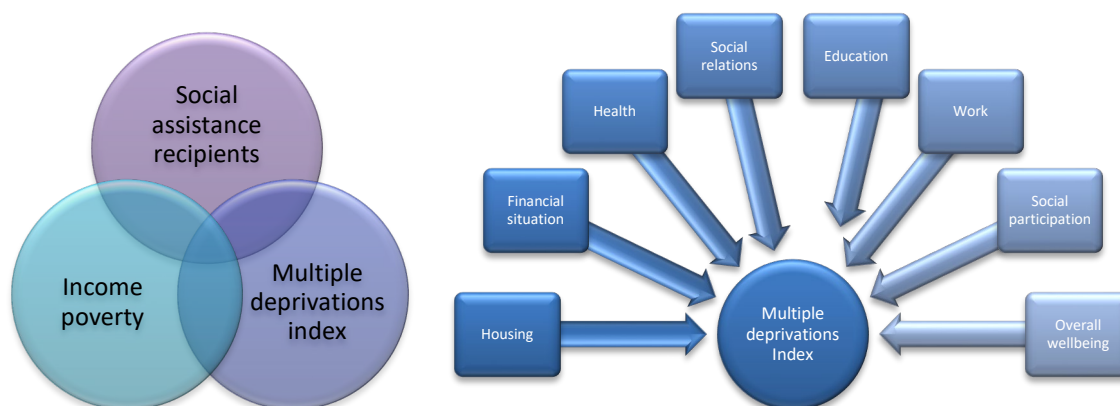 Social
assistance
recipients
Income
poverty
Multiple
deprivations
index
Housing
Financial
situation
Health
Social
relations
Education
Work
Social
participation
Overall
wellbeing
Multiple
deprivations
Index